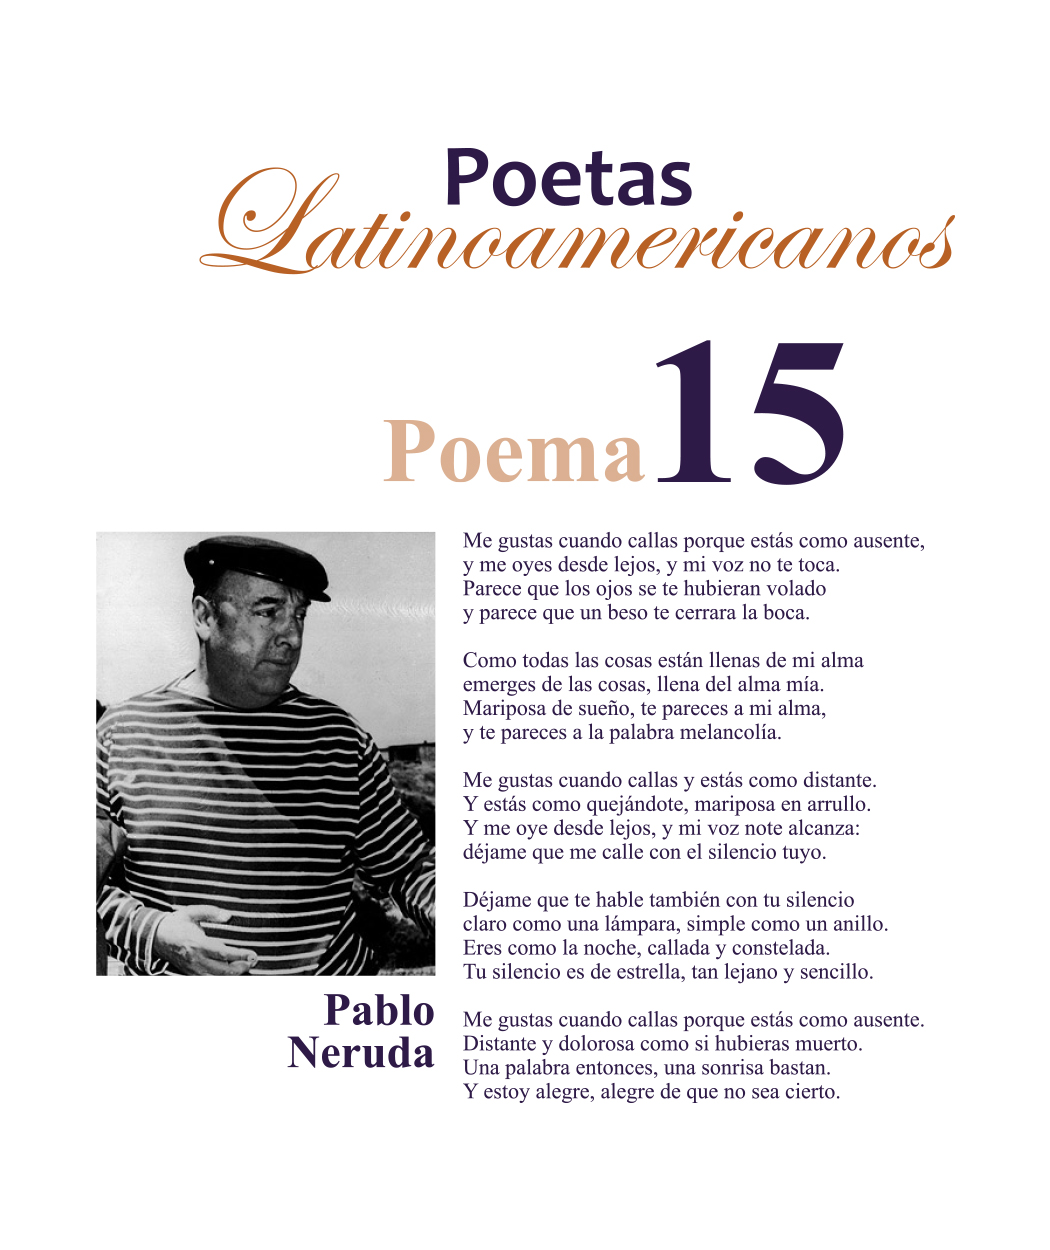 Poetas
Latinoamericanos
Poema 15
Me gustas cuando callas porque estás como ausente,
y me oyes desde lejos, y mi voz no te toca.
Parece que los ojos se te hubieran volado
y parece que un beso te cerrara la boca.
Como todas las cosas están llenas de mi alma
emerges de las cosas, llena del alma mía.
Mariposa de sueño, te pareces a mi alma,
y te pareces a la palabra melancolía.
Me gustas cuando callas y estás como distante.
Y estás como quejándote, mariposa en arrullo.
Y me oye desde lejos, y mi voz note alcanza:
déjame que me calle con el silencio tuyo.
Déjame que te hable también con tu silencio
claro como una lámpara, simple como un anillo.
Eres como la noche, callada y constelada.
Tu silencio es de estrella, tan lejano y sencillo.
Me gustas cuando callas porque estás como ausente.
Distante y dolorosa como si hubieras muerto.
Una palabra entonces, una sonrisa bastan.
Y estoy alegre, alegre de que no sea cierto.
Pablo
Neruda